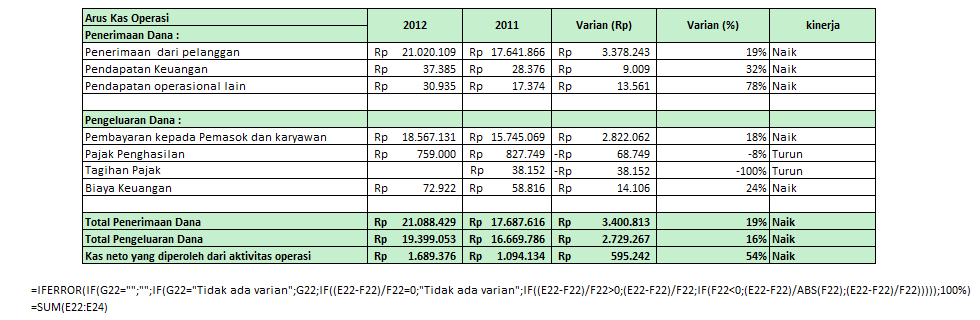 Arus Kas Operasi 2012 2011 Varian (Rp) Varian (%) kinerja
Penerimaan Dana :
Penerimaan dari pelanggan Rp 21.020.109 Rp 17.641.866 Rp 3.378.243 19% Naik
Pendapatan Keuangan Rp 37.385 Rp 28.376 Rp 9.009 32% Naik
Pendapatan operasional lain Rp 30.935 Rp 17.374 Rp 13.561 78% Naik
Pengeluaran Dana :
Pembayaran kepada Pemasok dan karyawan Rp 18.567.131 Rp 15.745.069 Rp 2.822.062 18% Naik
Pajak Penghasilan Rp 759.000 Rp 827.749 -Rp 68.749 -8% Turun
Tagihan Pajak Rp 38.152 -Rp 38.152 -100% Turun
Biaya Keuangan Rp 72.922 Rp 58.816 Rp 14.106 24% Naik
Total Penerimaan Dana Rp 21.088.429 Rp 17.687.616 Rp 3.400.813 19% Naik
Total Pengeluaran Dana Rp 19.399.053 Rp 16.669.786 Rp 2.729.267 16% Naik
Kas neto yang diperoleh dari aktivitas operasi Rp 1.689.376 Rp 1.094.134 Rp 595.242 54% Naik
=IFERROR(IF(G22="";"";IF(G22="Tidak ada varian";G22;IF((E22-F22)/F22=0;"Tidak ada varian";IF((E22-F22)/F22>0;(E22-F22)/F22;IF(F22<0;(E22-F22)/ABS(F22);(E22-F22)/F22)))));100%)
=SUM(E22:E24)